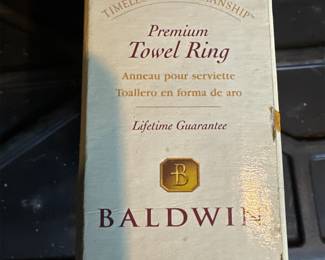 Premium
Towel Ring
Anneau pour serviette
Toallero en forma de aro
Lifetime Guarantee
B
BALDWIN